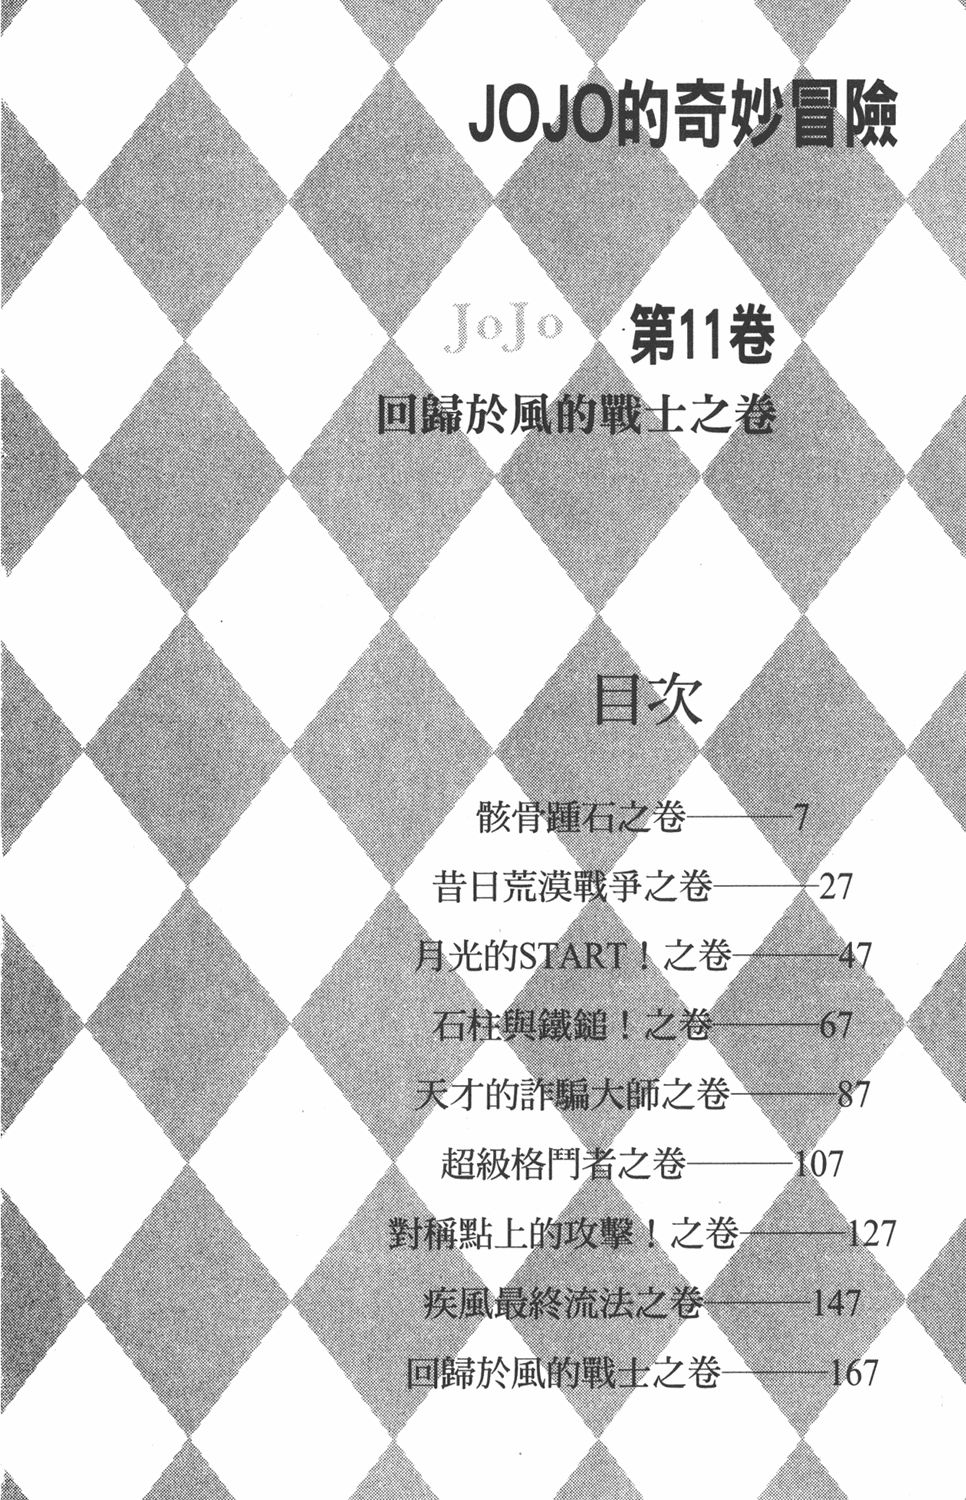 JOJO的奇妙冒險
JoJo 第11卷
回歸於風的戰士之卷
目次
骸骨踵石之卷——7
昔日荒漠戰爭之卷——27
月光的START！之卷——47
石柱與鐵鎚！之卷——67
天才的詐騙大師之卷——87
超級格鬥者之卷——107
對稱點上的攻擊！之卷——127
疾風最終流法之卷——147
回歸於風的戰士之卷——167